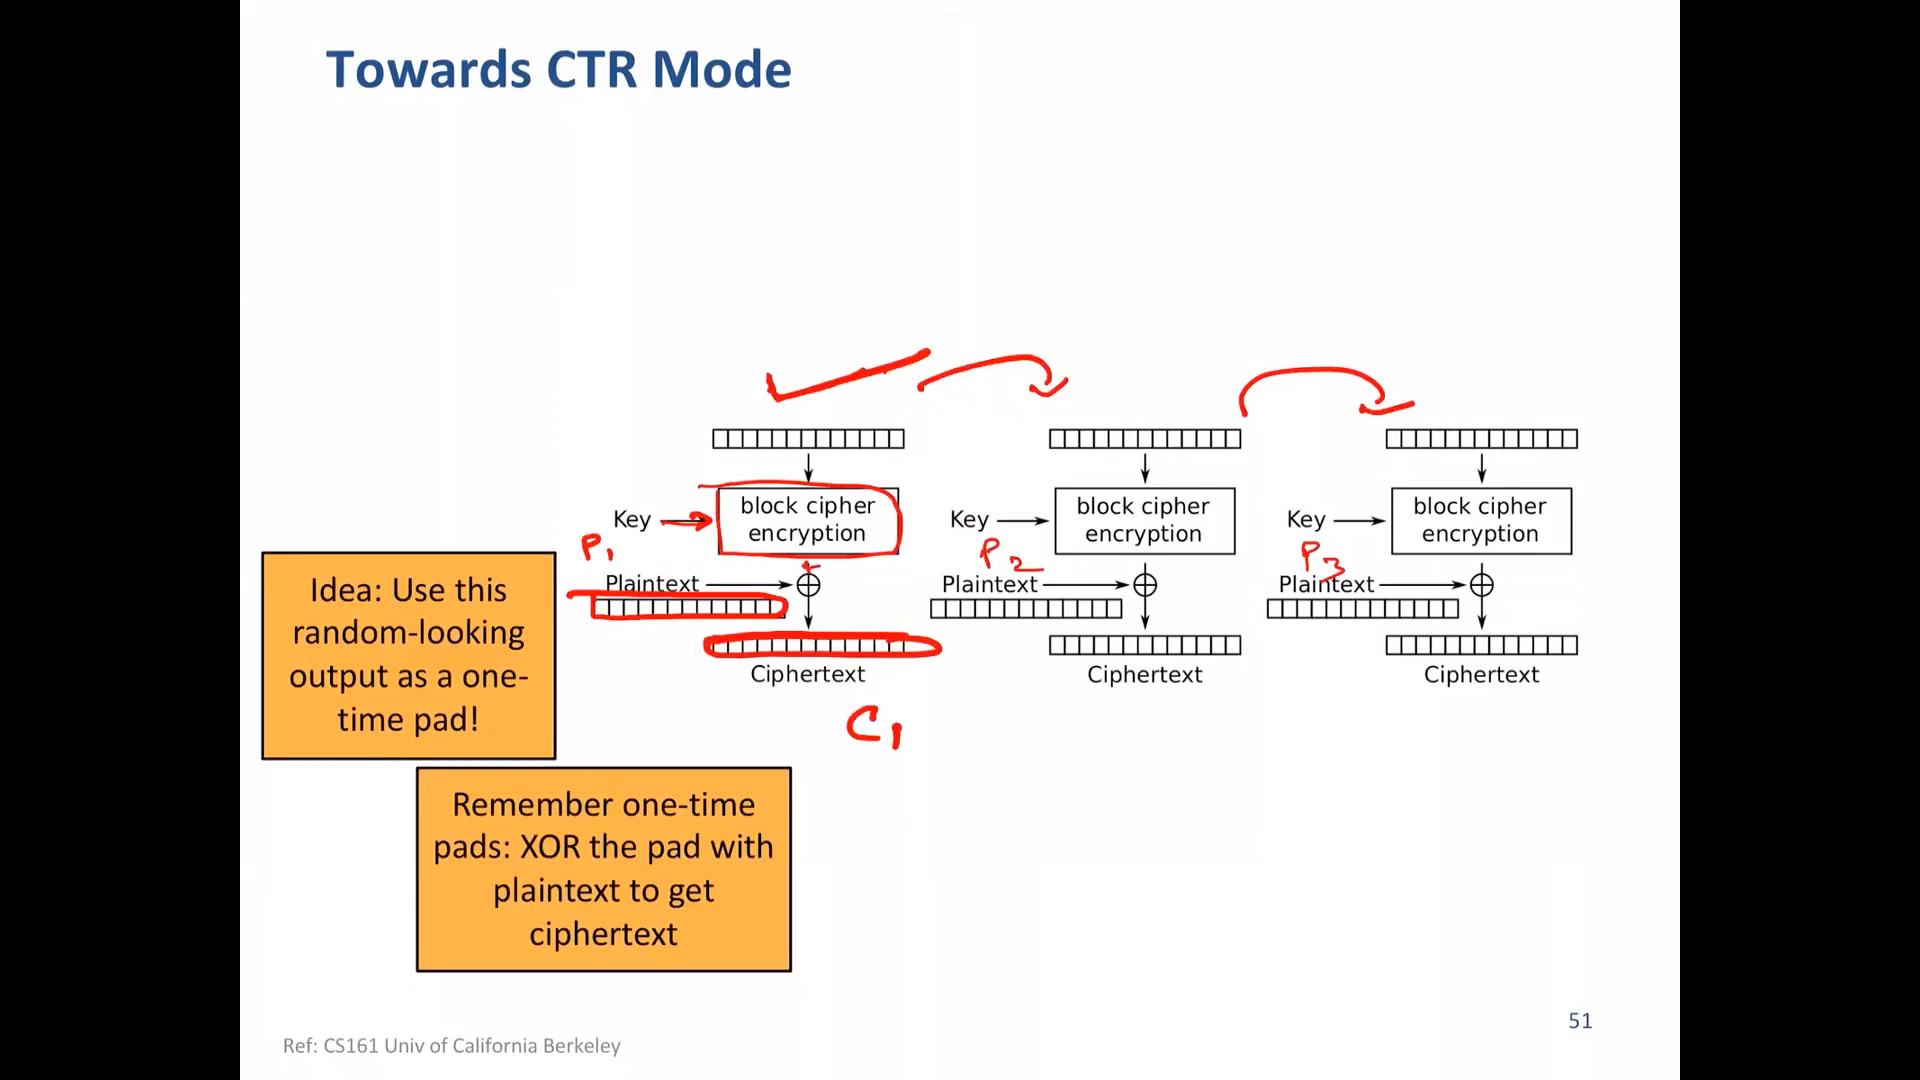 Towards CTR Mode
block cipher
encryption
block cipher
encryption
block cipher
encryption
Key
Key
Key
P1
P2
P3
Plaintext
Plaintext
Plaintext
Ciphertext
Ciphertext
Ciphertext
C1
Idea: Use this
random-looking
output as a one-
time pad!
Remember one-time
pads: XOR the pad with
plaintext to get
ciphertext
51
Ref: CS161 Univ of California Berkeley